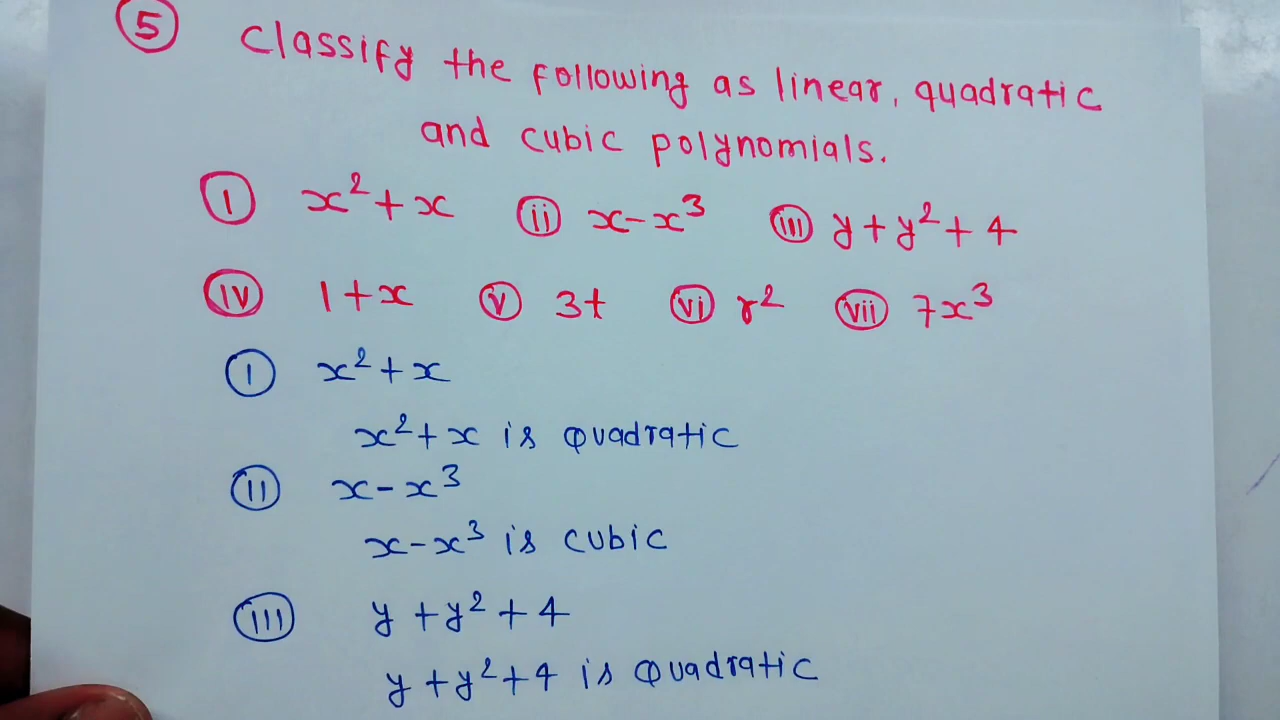 ⑤ Classify the following as linear, quadratic
and cubic polynomials.
ⓘ x²+x ⓘⓘ x-x³ ⓘⓘⓘ y+y²+4
ⓘⓥ 1+x ⓥ 3t ⓥⓘ r² ⓥⓘⓘ 7x³
ⓘ x²+x
x²+x is Quadratic
ⓘⓘ x-x³
x-x³ is cubic
ⓘⓘⓘ y+y²+4
y+y²+4 is Quadratic